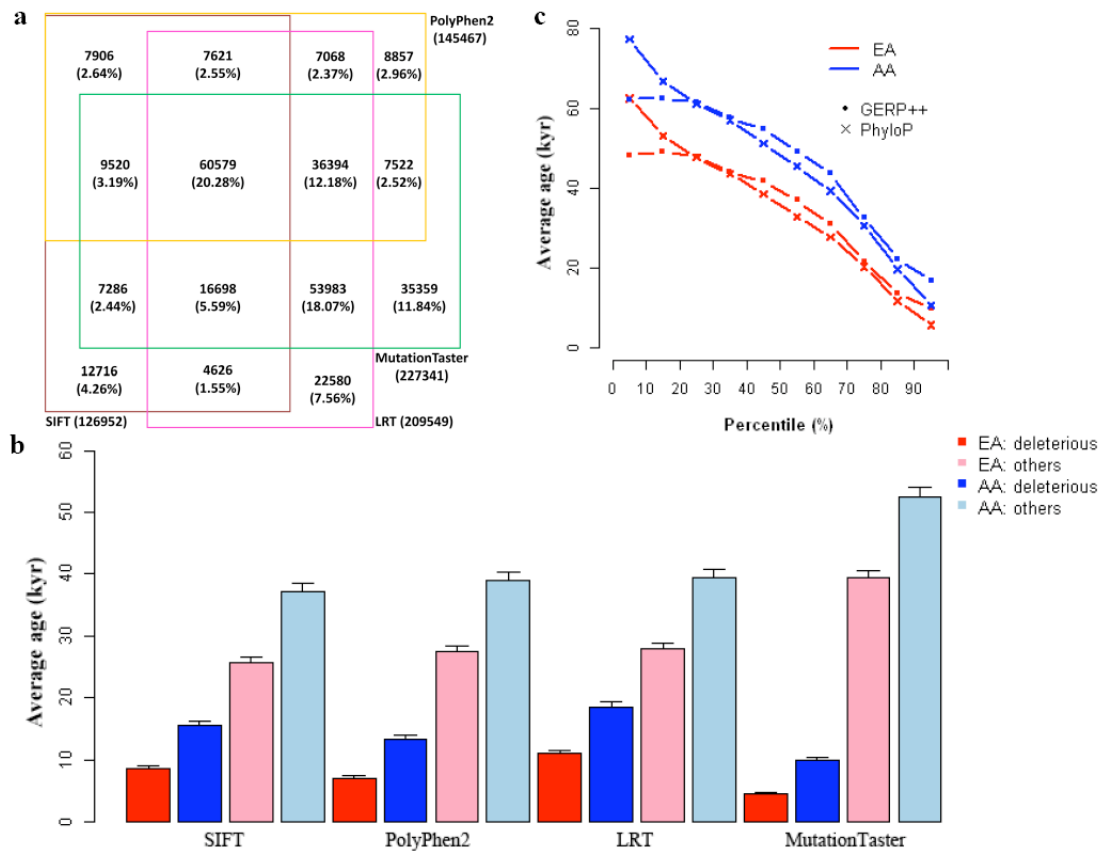 a
PolyPhen2
(145467)
7906
(2.64%)
7621
(2.55%)
7068
(2.37%)
8857
(2.96%)
9520
(3.19%)
60579
(20.28%)
36394
(12.18%)
7522
(2.52%)
7286
(2.44%)
16698
(5.59%)
53983
(18.07%)
35359
(11.84%)
MutationTaster
(227341)
12716
(4.26%)
4626
(1.55%)
22580
(7.56%)
SIFT (126952)
LRT (209549)
c
Average age (kyr)
80
60
40
20
0
EA
AA
GERP++
PhyloP
0 10 20 30 40 50 60 70 80 90
Percentile (%)
b
Average age (kyr)
60
50
40
30
20
10
0
EA: deleterious
EA: others
AA: deleterious
AA: others
SIFT PolyPhen2 LRT MutationTaster